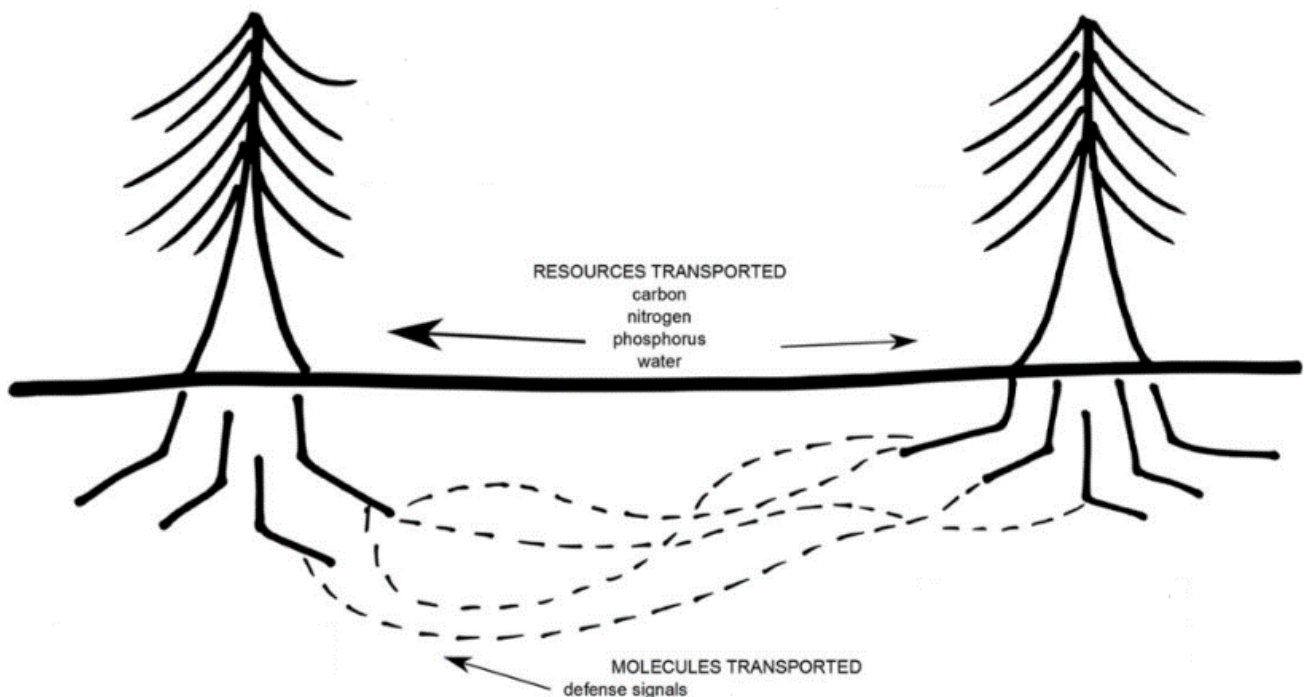 RESOURCES TRANSPORTED
carbon
nitrogen
phosphorus
water
MOLECULES TRANSPORTED
defense signals